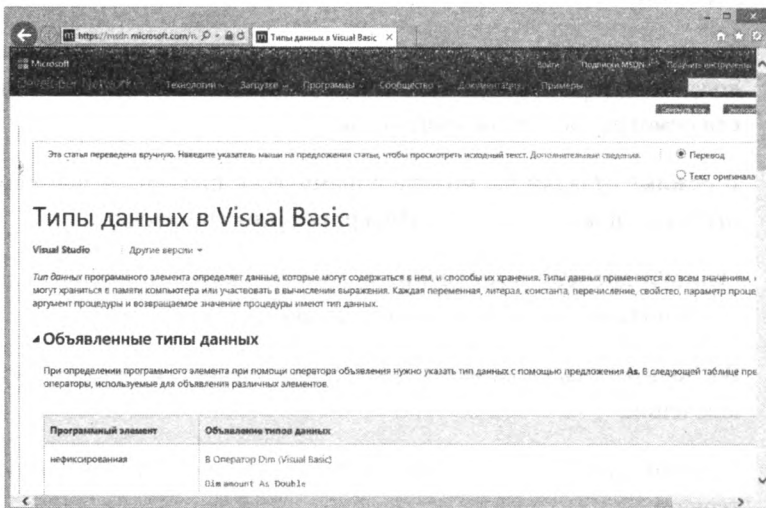 https://msdn.microsoft.com/r
Типы данных в Visual Basic
Microsoft
Войти Подписки MSDN Получить инструменты
Developer Network Технологии Загрузки Программы Сообщество Документация Примеры
Свернуть все
Эта статья переведена вручную. Наведите указатель мыши на предложения статьи, чтобы просмотреть исходный текст. Дополнительные сведения.
Перевод
Текст оригинала
Типы данных в Visual Basic
Visual Studio Другие версии
Тип данных программного элемента определяет данные, которые могут содержаться в нем, и способы их хранения. Типы данных применяются ко всем значениям,
могут храниться в памяти компьютера или участвовать в вычислении выражения. Каждая переменная, литерал, константа, перечисление, свойство, параметр проце
аргумент процедуры и возвращаемое значение процедуры имеют тип данных.
Объявленные типы данных
При определении программного элемента при помощи оператора объявления нужно указать тип данных с помощью предложения As. В следующей таблице пре
операторы, используемые для объявления различных элементов.
Программный элемент Объявление типов данных
нефиксированная В Оператор Dim (Visual Basic)
Dim amount As Double